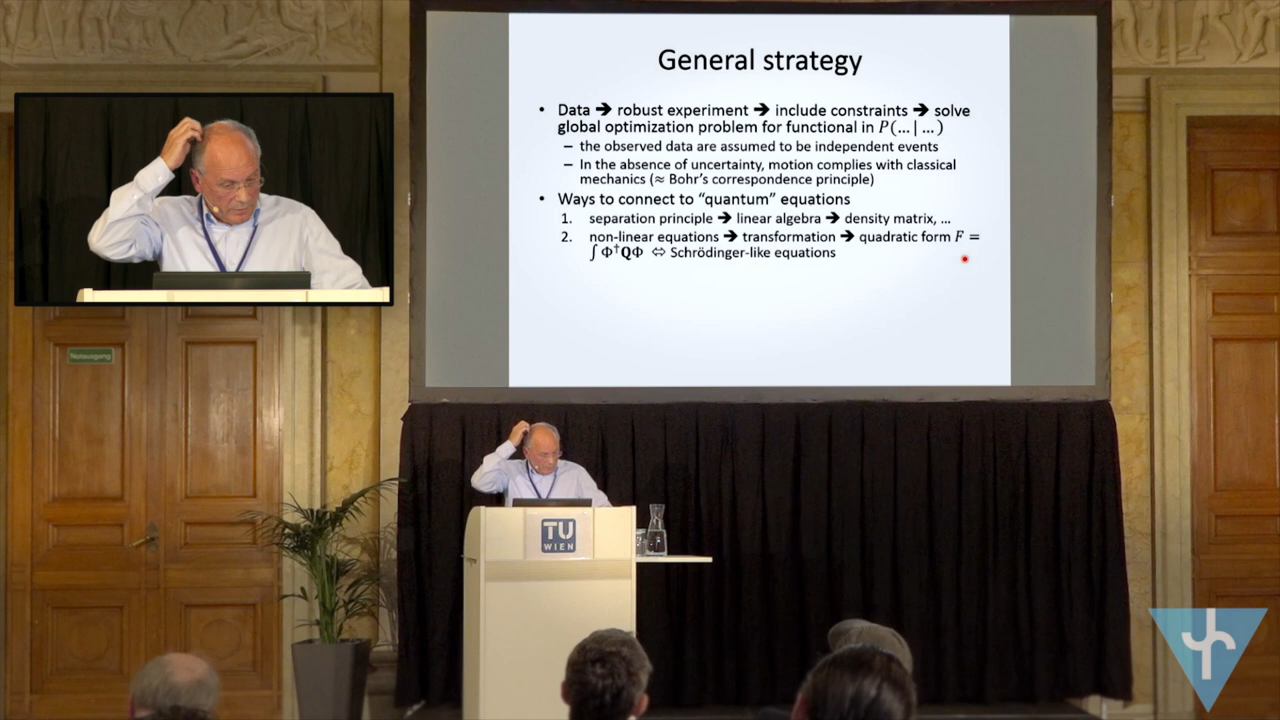 General strategy
• Data ➔ robust experiment ➔ include constraints ➔ solve
global optimization problem for functional in P(… | …)
– the observed data are assumed to be independent events
– In the absence of uncertainty, motion complies with classical
mechanics (≈ Bohr's correspondence principle)
• Ways to connect to “quantum” equations
1. separation principle ➔ linear algebra ➔ density matrix, …
2. non-linear equations ➔ transformation ➔ quadratic form F =
∫ Φ†QΦ ⇔ Schrödinger-like equations
Notausgang
TU
WIEN